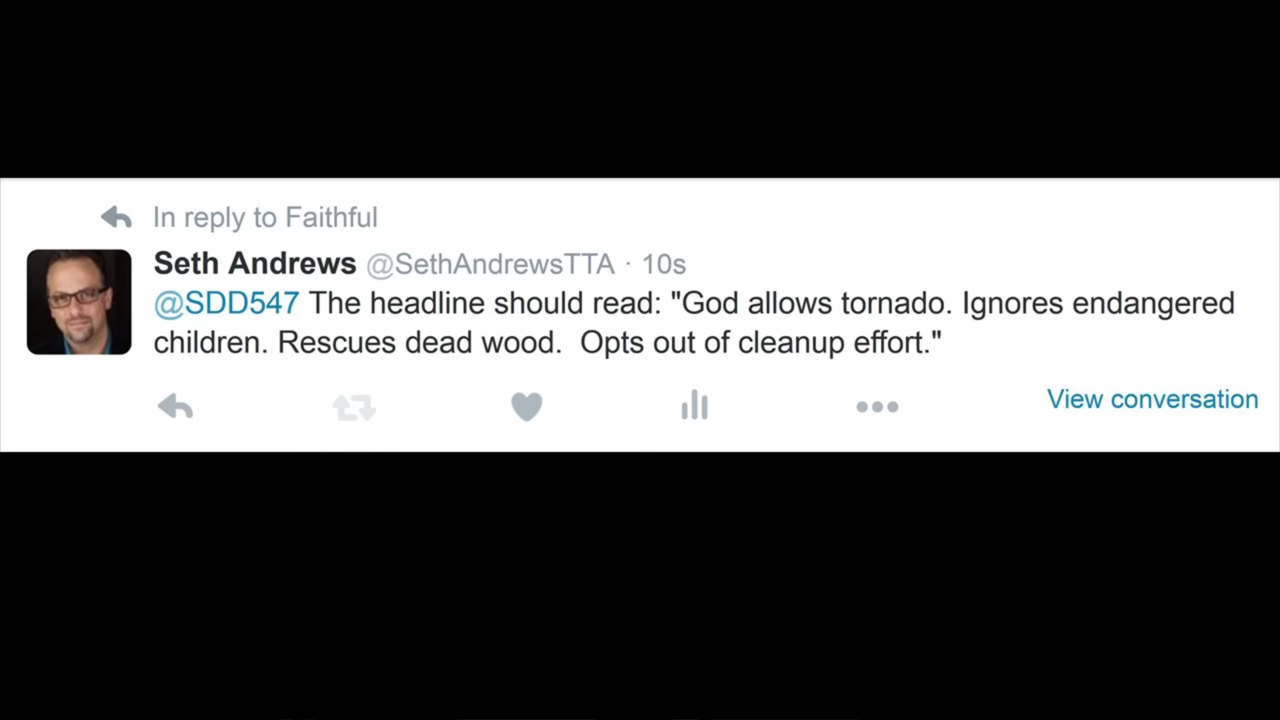 In reply to Faithful
Seth Andrews @SethAndrewsTTA · 10s
@SDD547 The headline should read: "God allows tornado. Ignores endangered
children. Rescues dead wood.  Opts out of cleanup effort."
View conversation